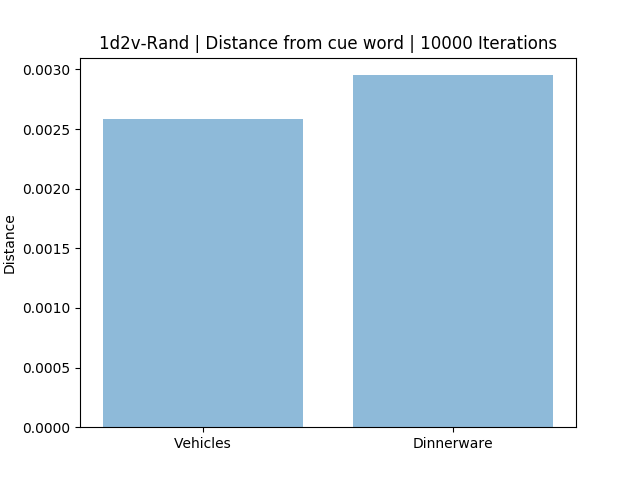 1d2v-Rand | Distance from cue word | 10000 Iterations
0.0030
0.0025
0.0020
0.0015
0.0010
0.0005
0.0000
Distance
Vehicles
Dinnerware